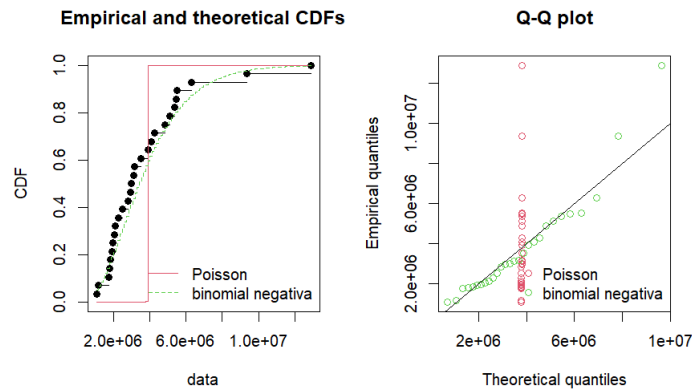 Empirical and theoretical CDFs
CDF
0.0 0.2 0.4 0.6 0.8 1.0
Poisson
binomial negativa
2.0e+06 6.0e+06 1.0e+07
data
Q-Q plot
Empirical quantiles
2.0e+06 6.0e+06 1.0e+07
Poisson
binomial negativa
2e+06 6e+06 1e+07
Theoretical quantiles